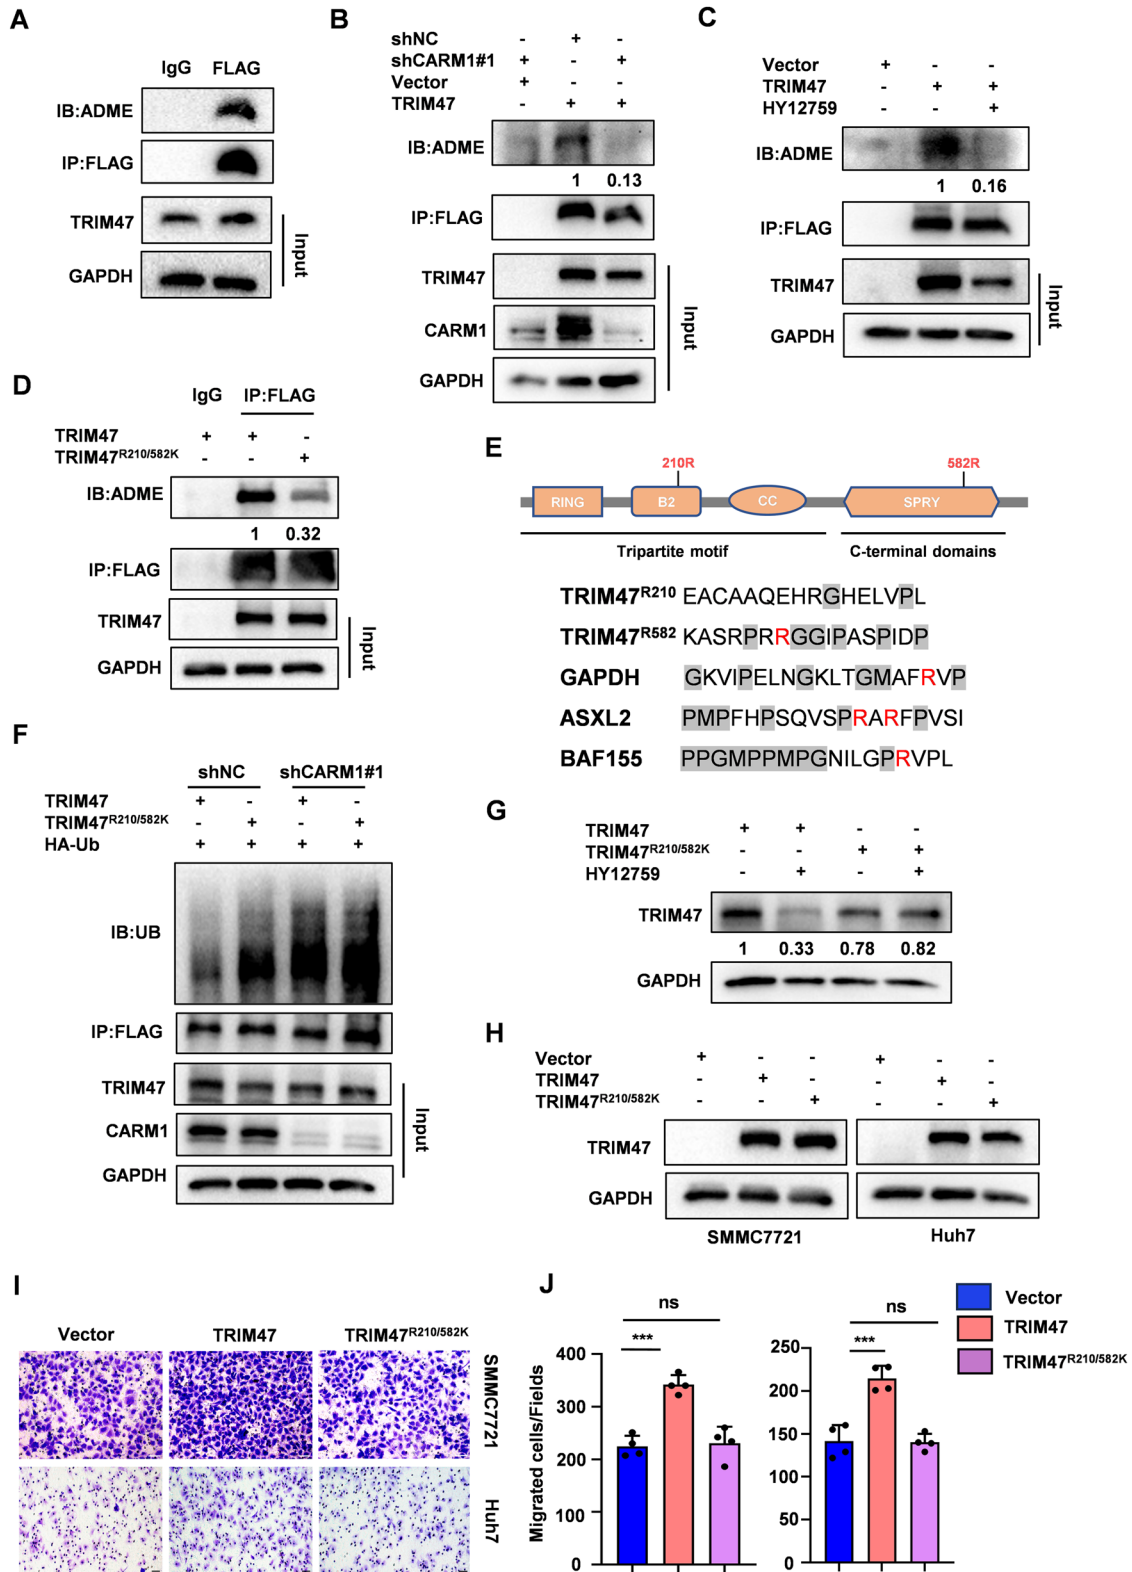 A
IgG FLAG
IB:ADME
IP:FLAG
TRIM47
GAPDH
Input
B
shNC - + -
shCARM1#1 + - +
Vector + - -
TRIM47 - + +
IB:ADME
1 0.13
IP:FLAG
TRIM47
CARM1
GAPDH
Input
C
Vector + - -
TRIM47 - + +
HY12759 - - +
IB:ADME
1 0.16
IP:FLAG
TRIM47
GAPDH
Input
D
IgG IP:FLAG
TRIM47 + + -
TRIM47R210/582K - - +
IB:ADME
1 0.32
IP:FLAG
TRIM47
GAPDH
Input
E
210R 582R
RING B2 CC SPRY
Tripartite motif C-terminal domains
TRIM47R210 EACAAQEHRGHELVPL
TRIM47R582 KASRPRRGGIPASPIDP
GAPDH GKVIPELNGKLTGMAFRVP
ASXL2 PMPFHPSQVSPRARFPVSI
BAF155 PPGMPPMPGNILGPRVPL
F
shNC shCARM1#1
TRIM47 + - + -
TRIM47R210/582K - + - +
HA-Ub + + + +
IB:UB
IP:FLAG
TRIM47
CARM1
GAPDH
Input
G
TRIM47 + + - -
TRIM47R210/582K - - + +
HY12759 - + - +
TRIM47
1 0.33 0.78 0.82
GAPDH
H
Vector + - - + - -
TRIM47 - + - - + -
TRIM47R210/582K - - + - - +
TRIM47
GAPDH
SMMC7721 Huh7
I
Vector TRIM47 TRIM47R210/582K
SMMC7721
Huh7
J
Vector
TRIM47
TRIM47R210/582K
Migrated cells/Fields
ns
***
400
300
200
100
0
ns
***
250
200
150
100
50
0